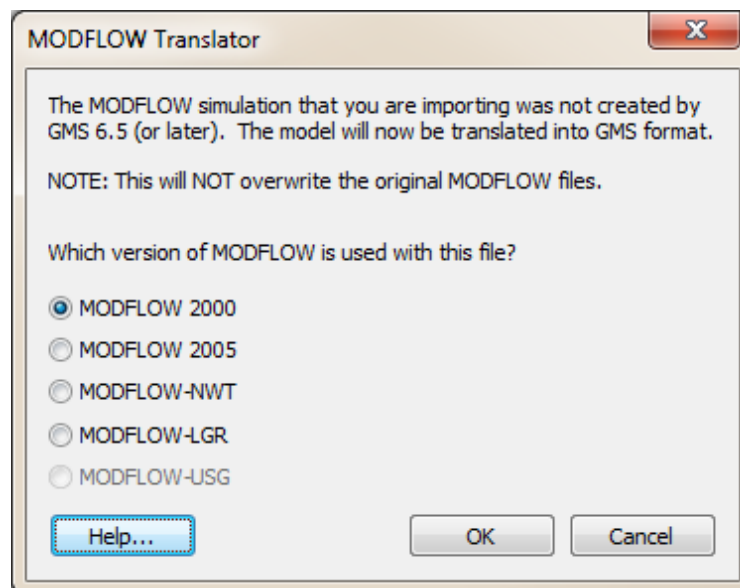 MODFLOW Translator
X
The MODFLOW simulation that you are importing was not created by
GMS 6.5 (or later).  The model will now be translated into GMS format.
NOTE: This will NOT overwrite the original MODFLOW files.
Which version of MODFLOW is used with this file?
MODFLOW 2000
MODFLOW 2005
MODFLOW-NWT
MODFLOW-LGR
MODFLOW-USG
Help... OK Cancel